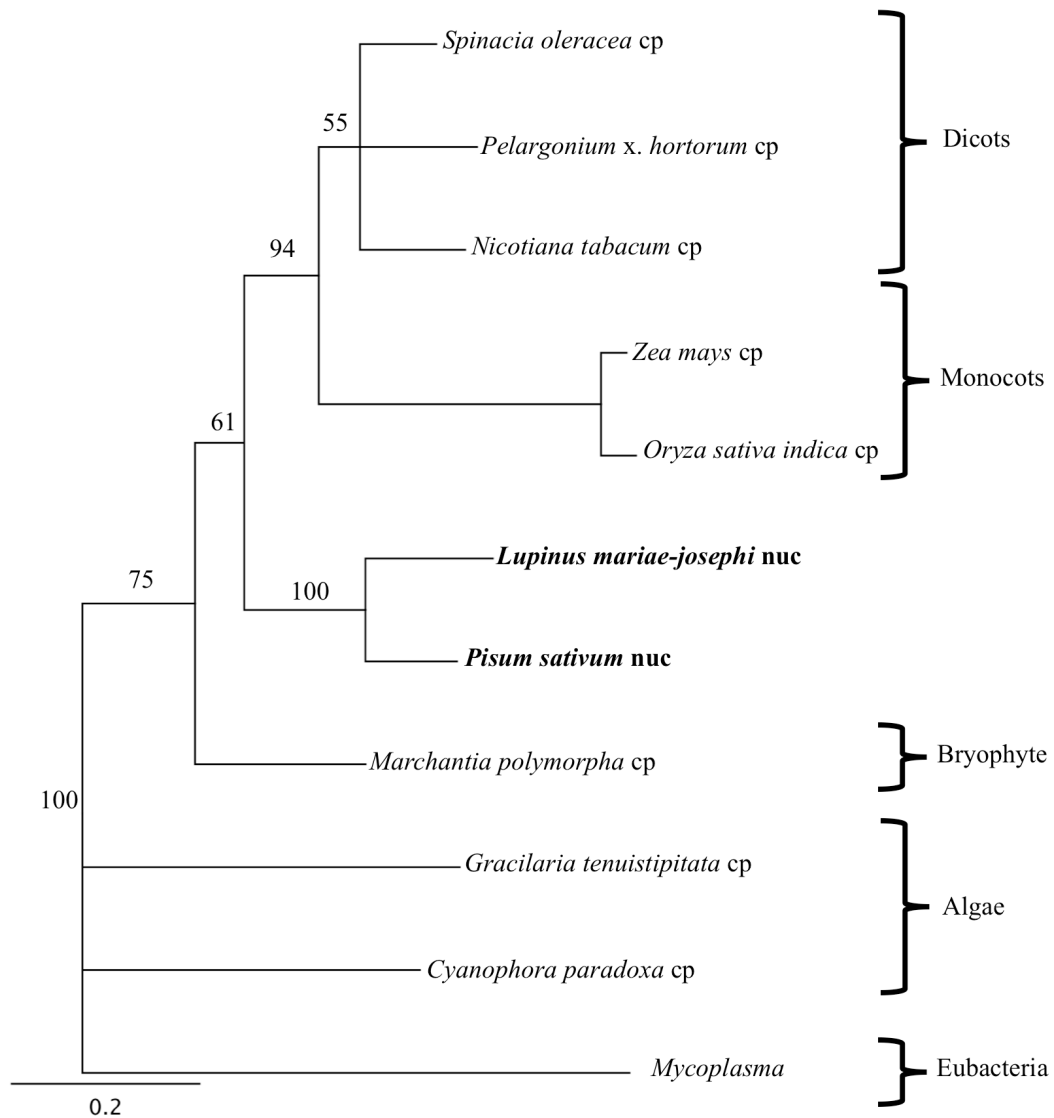 Spinacia oleracea cp
55
Pelargonium x. hortorum cp
Dicots
94
Nicotiana tabacum cp
Zea mays cp
Monocots
61
Oryza sativa indica cp
Lupinus mariae-josephi nuc
75
100
Pisum sativum nuc
Marchantia polymorpha cp
Bryophyte
100
Gracilaria tenuistipitata cp
Algae
Cyanophora paradoxa cp
Mycoplasma
Eubacteria
0.2